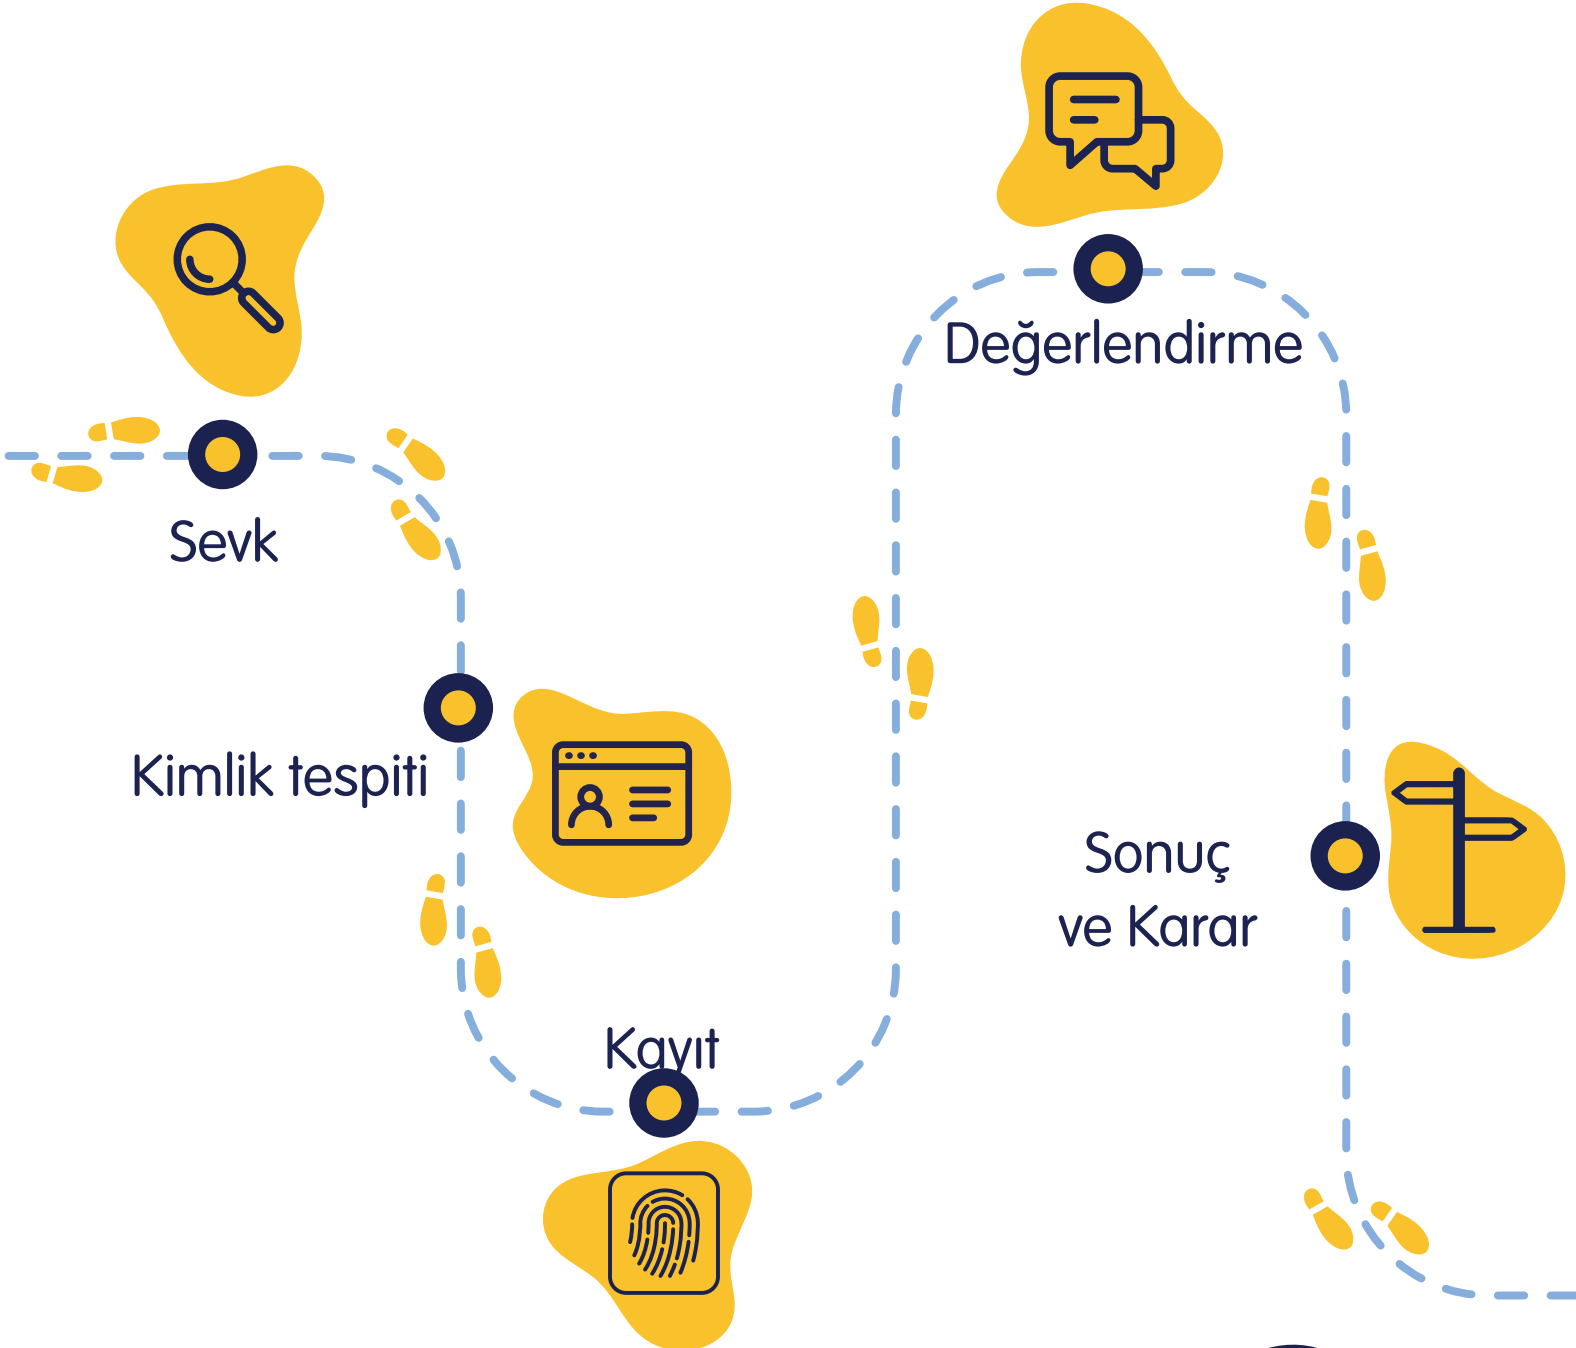 Sevk
Kimlik tespiti
Kayıt
Değerlendirme
Sonuç
ve Karar